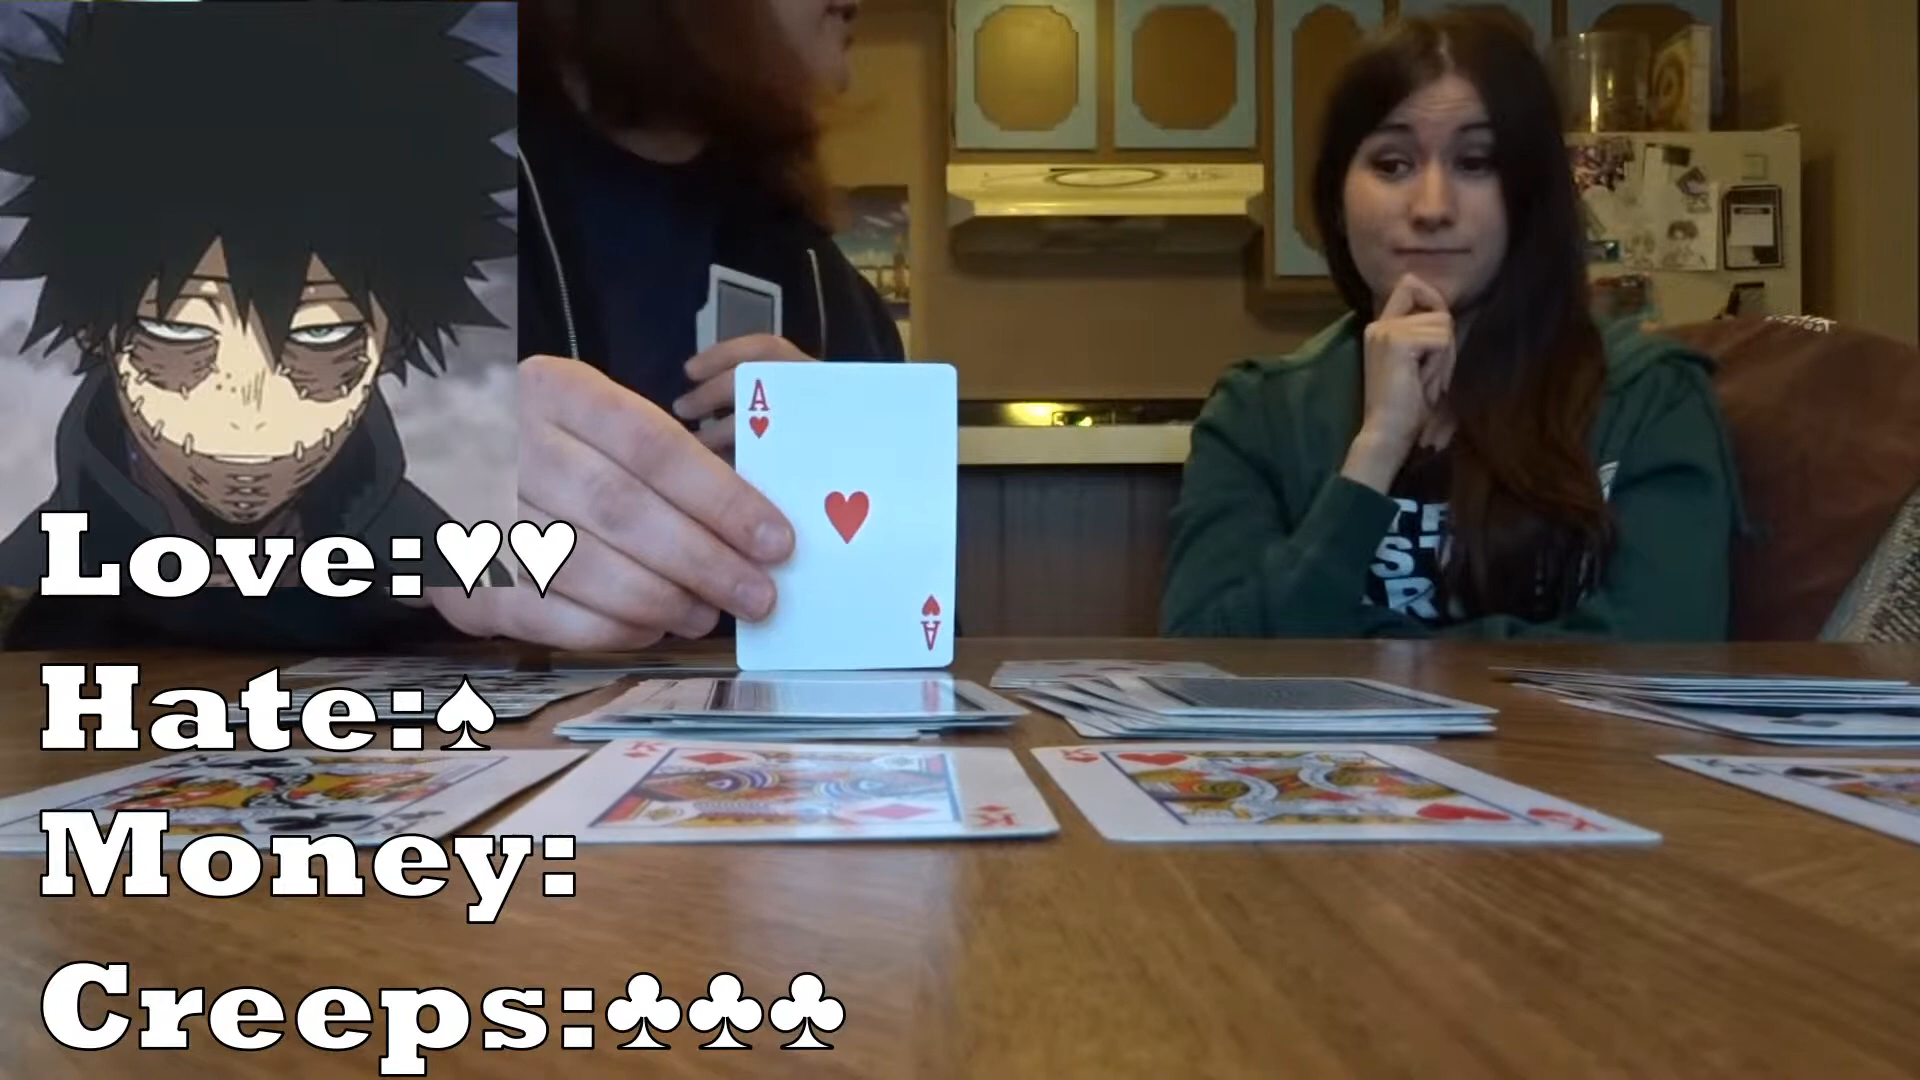 A
A
Love:♥♥
Hate:♠
Money:
Creeps:♣♣♣